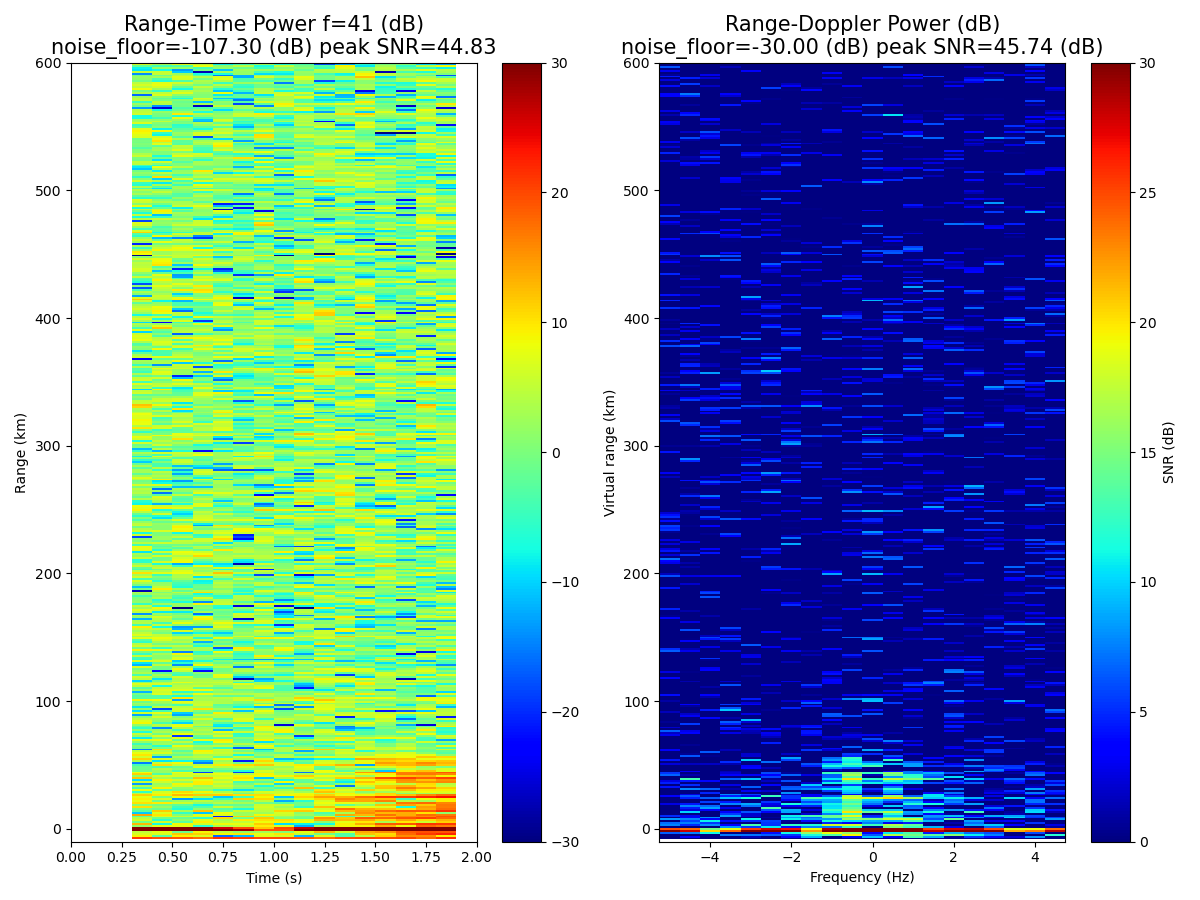 Range-Time Power f=41 (dB)
noise_floor=-107.30 (dB) peak SNR=44.83
600
500
400
300
200
100
0
Range (km)
0.00 0.25 0.50 0.75 1.00 1.25 1.50 1.75 2.00
Time (s)
30
20
10
0
−10
−20
−30
Range-Doppler Power (dB)
noise_floor=-30.00 (dB) peak SNR=45.74 (dB)
600
500
400
300
200
100
0
Virtual range (km)
−4 −2 0 2 4
Frequency (Hz)
30
25
20
15
10
5
0
SNR (dB)